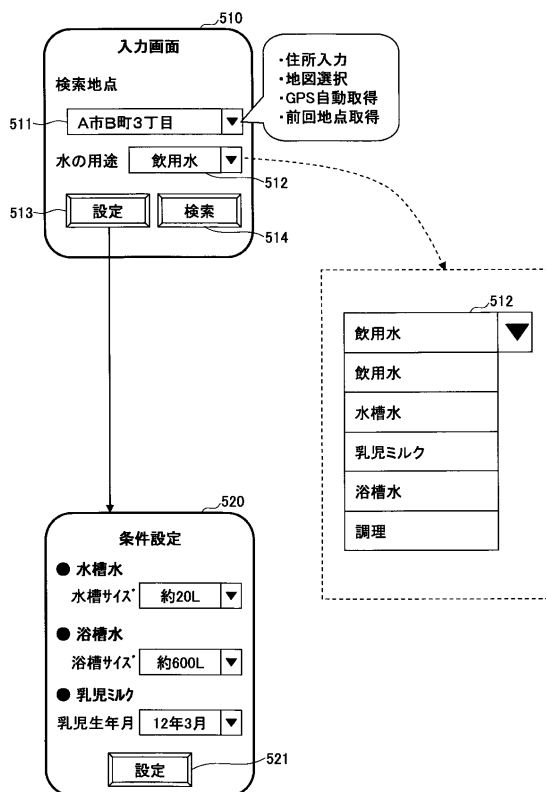 510
入力画面
・住所入力
・地図選択
・GPS自動取得
・前回地点取得
検索地点
511
A市B町3丁目
水の用途
飲用水
512
513
設定
検索
514
512
飲用水
飲用水
水槽水
乳児ミルク
浴槽水
調理
520
条件設定
● 水槽水
水槽サイズ 約20L
● 浴槽水
浴槽サイズ 約600L
● 乳児ミルク
乳児生年月 12年3月
設定
521